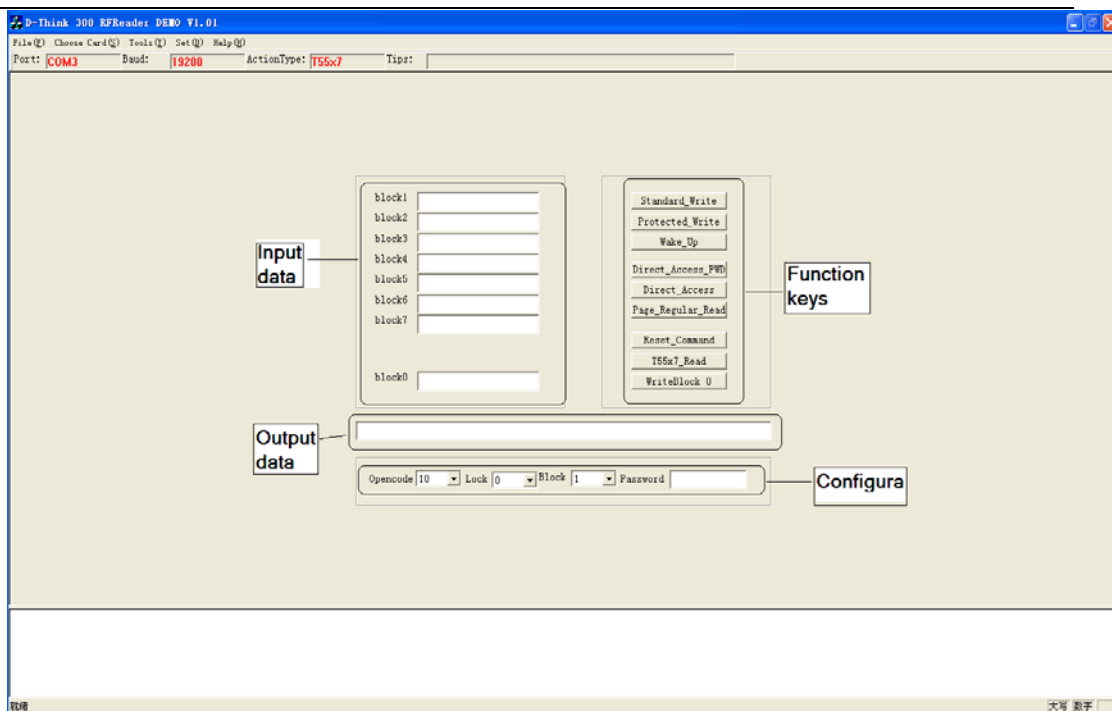 D-Think 300 RFReader DEMO V1.01
File(F) Choose Card(S) Tools(T) Set(Q) Help(H)
Port: COM3 Baud: 19200 ActionType: T55x7 Tips:
block1
block2
block3
block4
block5
block6
block7
block0
Input
data
Standard_Write
Protected_Write
Wake_Up
Direct_Access_PWD
Direct_Access
Page_Regular_Read
Reset_Command
T55x7_Read
WriteBlock 0
Function
keys
Output
data
Opencode 10 Lock 0 Block 1 Password
Configura
就绪 大写 数字